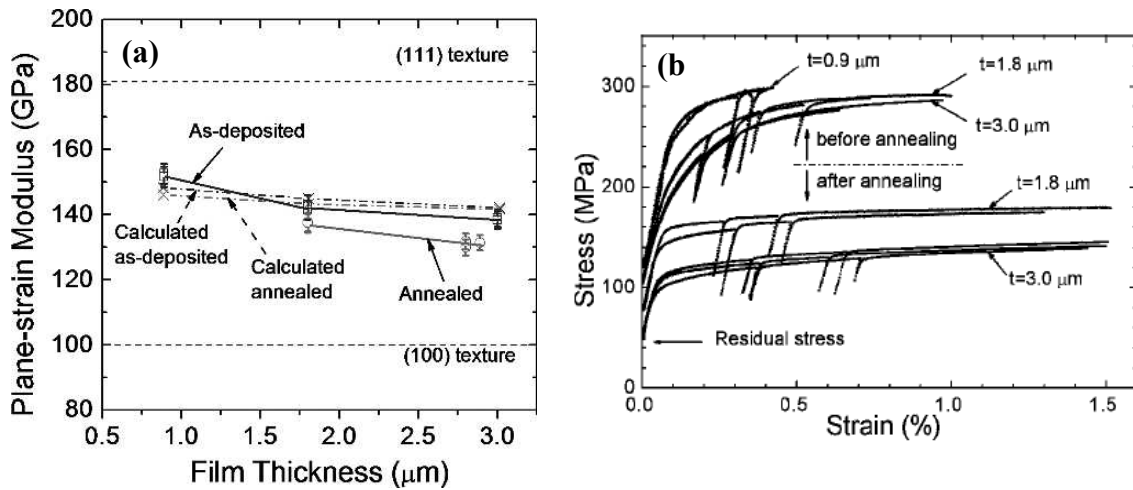 (a)
(111) texture
As-deposited
Calculated
as-deposited
Calculated
annealed
Annealed
(100) texture
Plane-strain Modulus (GPa)
200
180
160
140
120
100
80
0.5
1.0
1.5
2.0
2.5
3.0
Film Thickness (μm)
(b)
t=0.9 μm
t=1.8 μm
t=3.0 μm
before annealing
after annealing
t=1.8 μm
t=3.0 μm
Residual stress
Stress (MPa)
300
200
100
0
0.0
0.5
1.0
1.5
Strain (%)